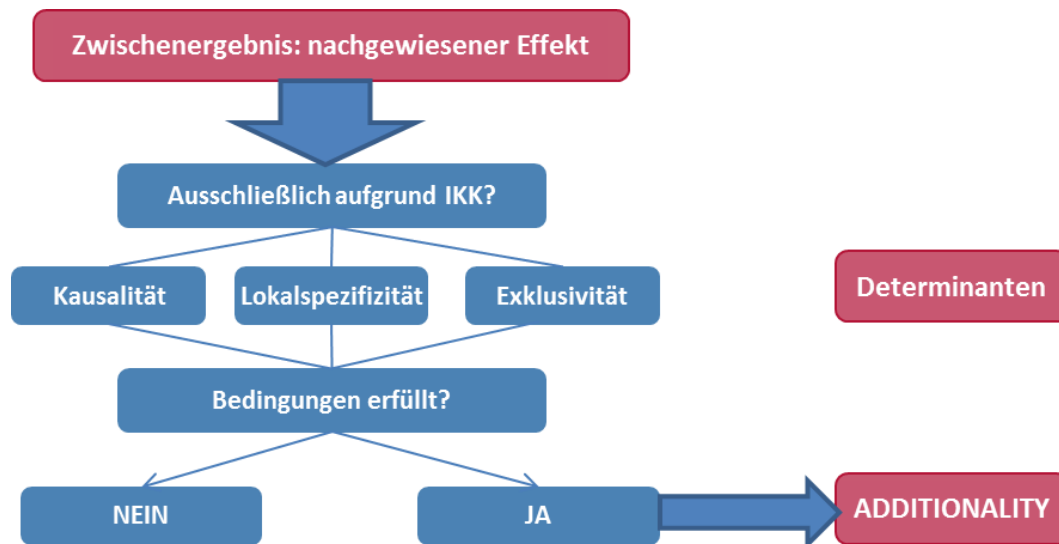 Zwischenergebnis: nachgewiesener Effekt
Ausschließlich aufgrund IKK?
Kausalität
Lokalspezifizität
Exklusivität
Determinanten
Bedingungen erfüllt?
NEIN
JA
ADDITIONALITY